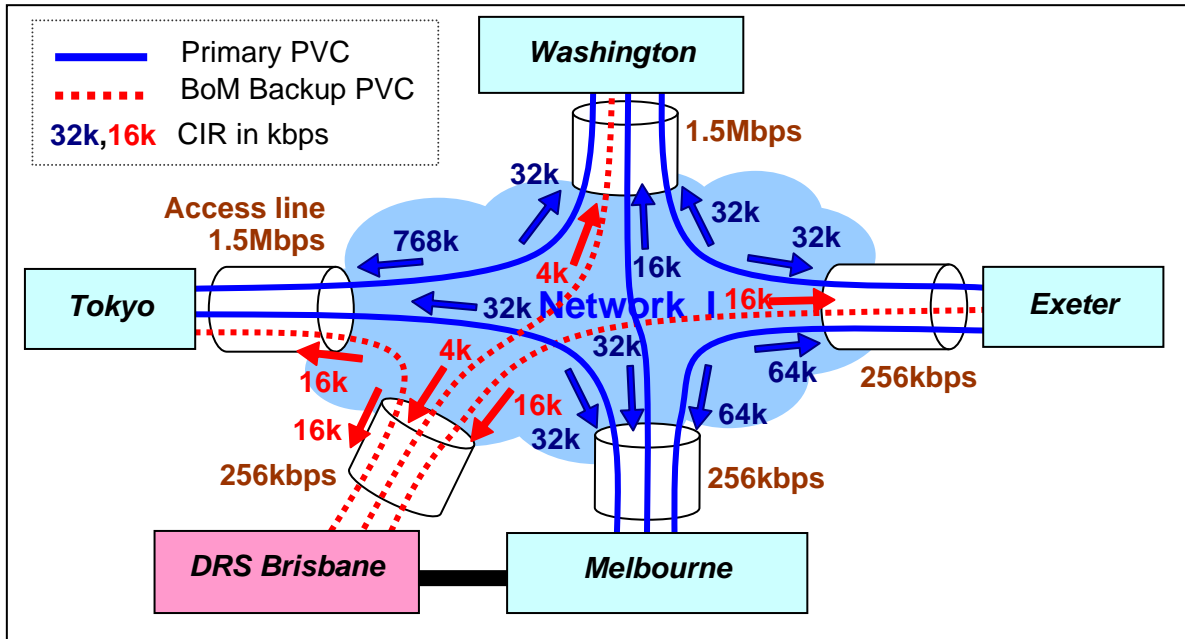 Primary PVC
BoM Backup PVC
32k,16k CIR in kbps
Washington
1.5Mbps
32k
32k
32k
Access line
1.5Mbps
768k
4k
16k
Tokyo
32k
Network I
16k
Exeter
16k
4k
32k
64k
256kbps
16k
16k
32k
64k
256kbps
256kbps
DRS Brisbane
Melbourne